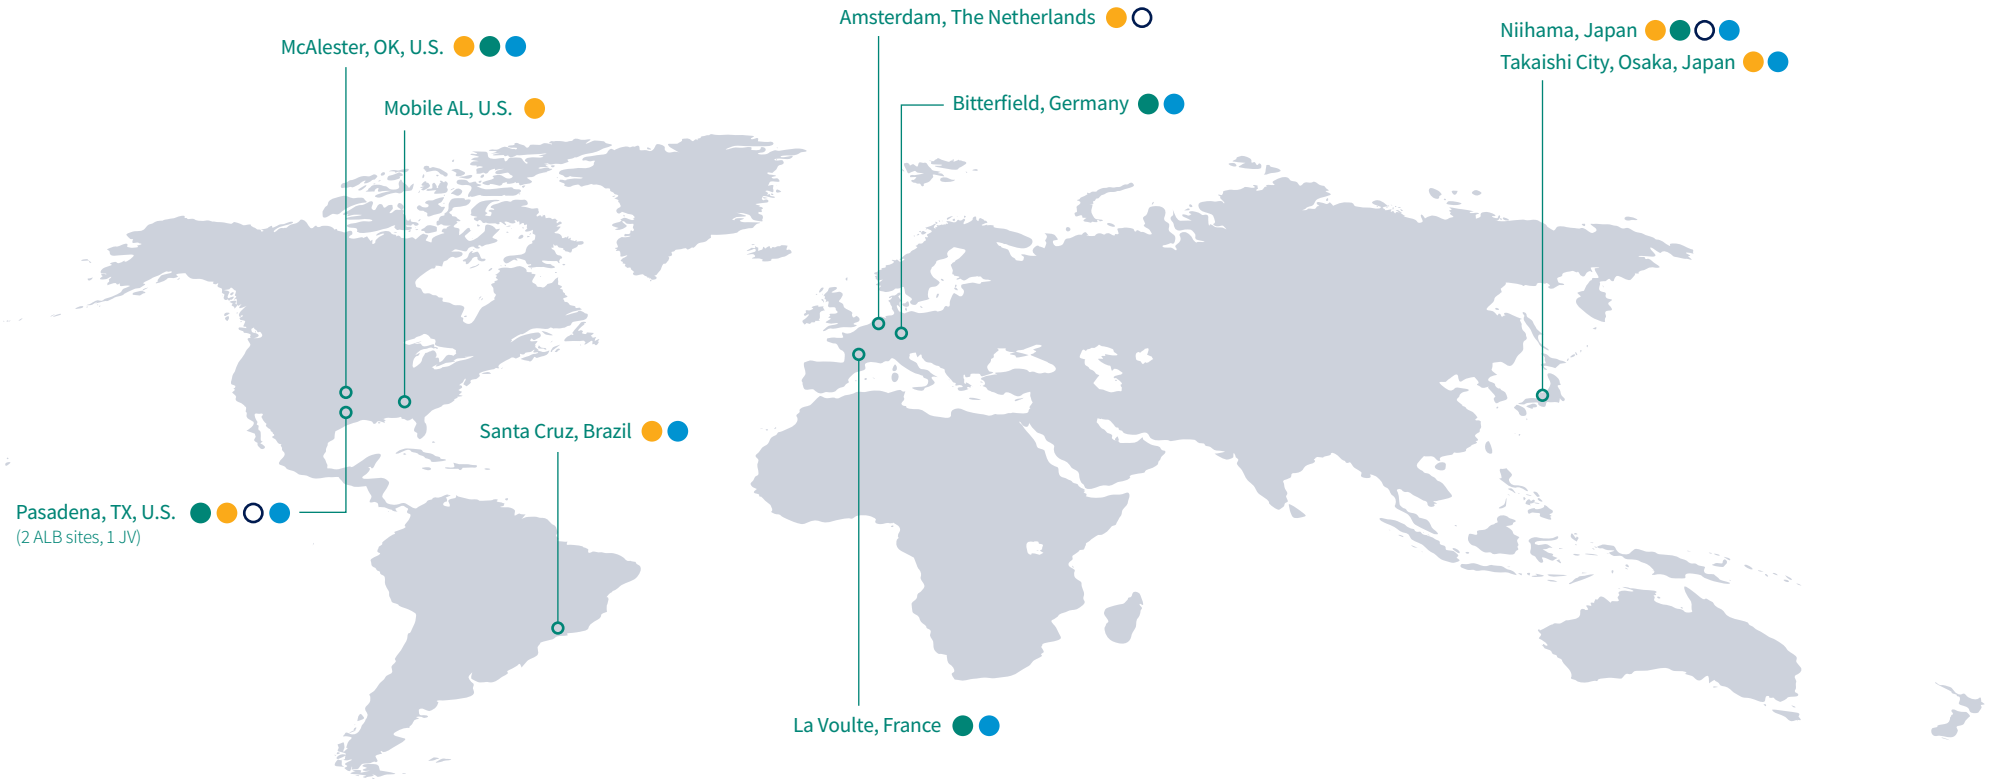 Amsterdam, The Netherlands
Niihama, Japan
McAlester, OK, U.S.
Takaishi City, Osaka, Japan
Mobile AL, U.S.
Bitterfield, Germany
Santa Cruz, Brazil
Pasadena, TX, U.S.
(2 ALB sites, 1 JV)
La Voulte, France